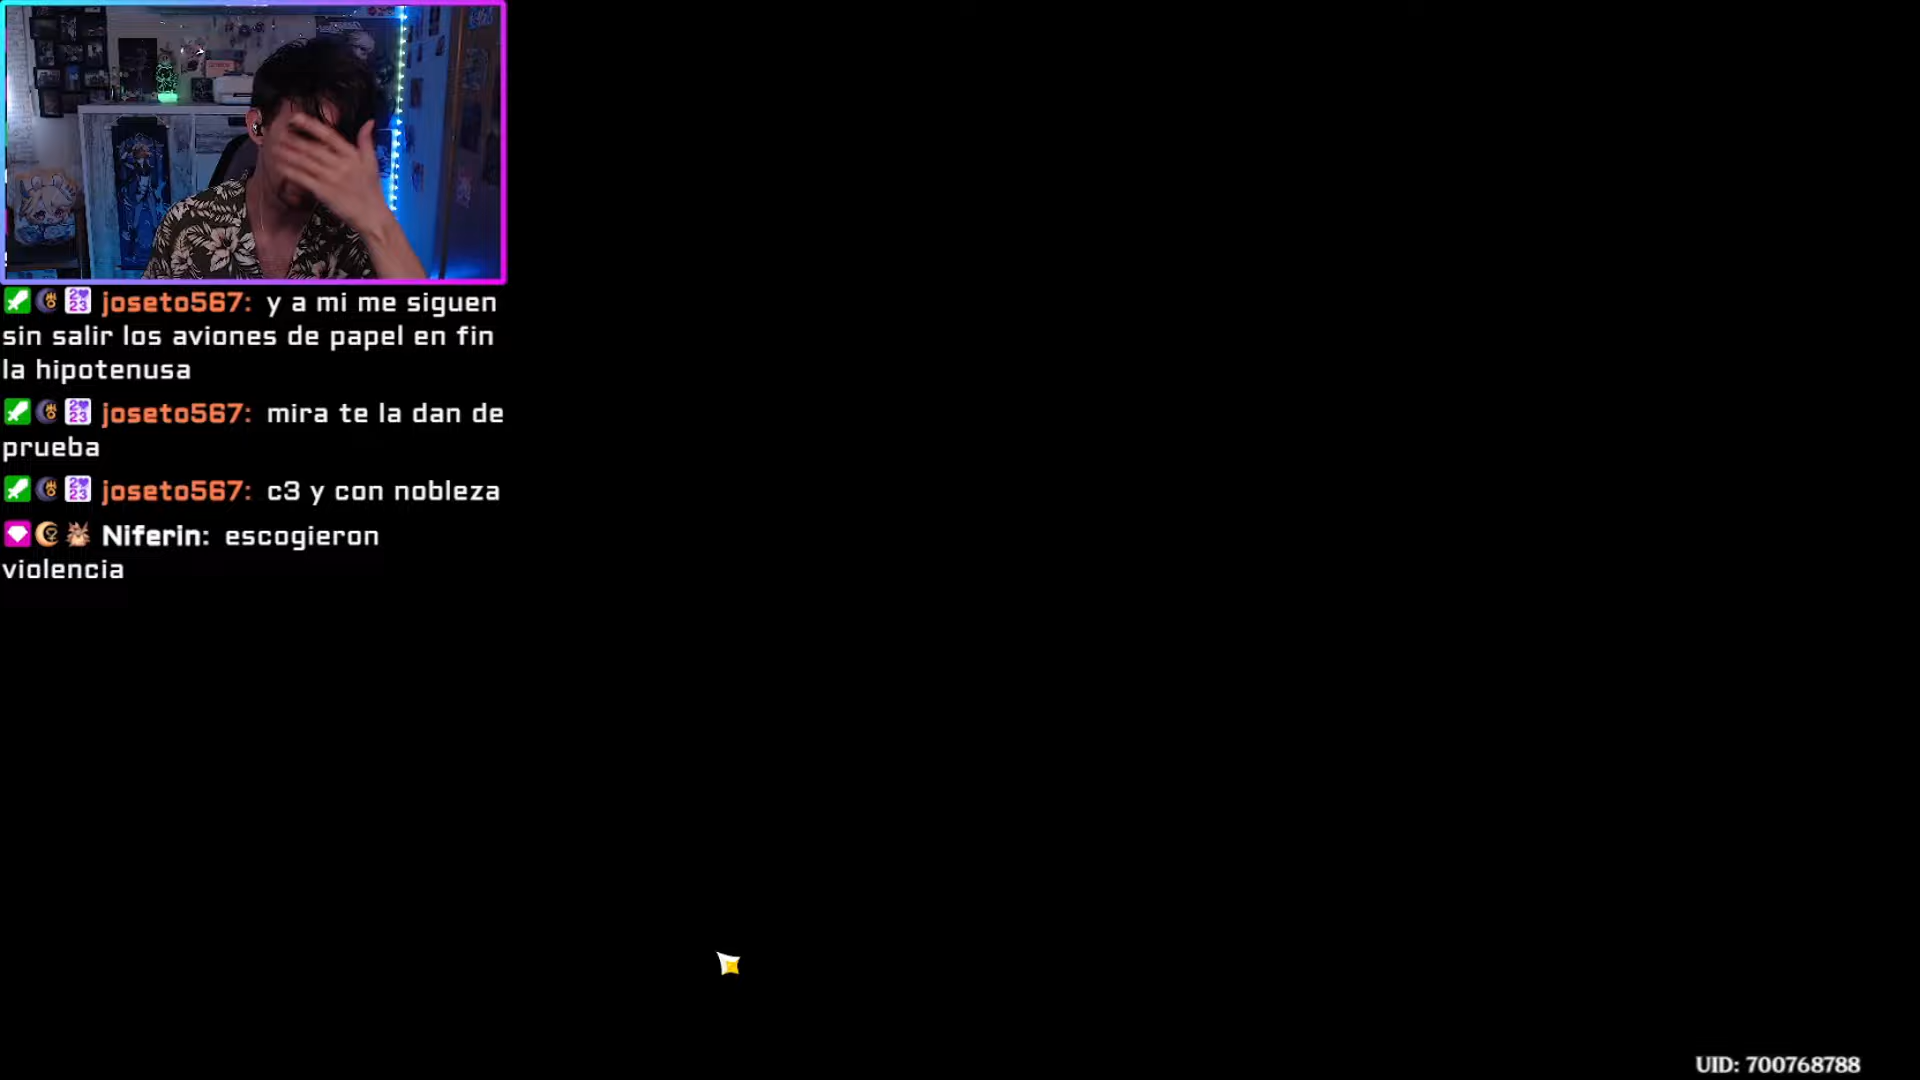 joseto567: y a mi me siguen
sin salir los aviones de papel en fin
la hipotenusa
joseto567: mira te la dan de
prueba
joseto567: c3 y con nobleza
Niferin: escogieron
violencia
UID: 700768788